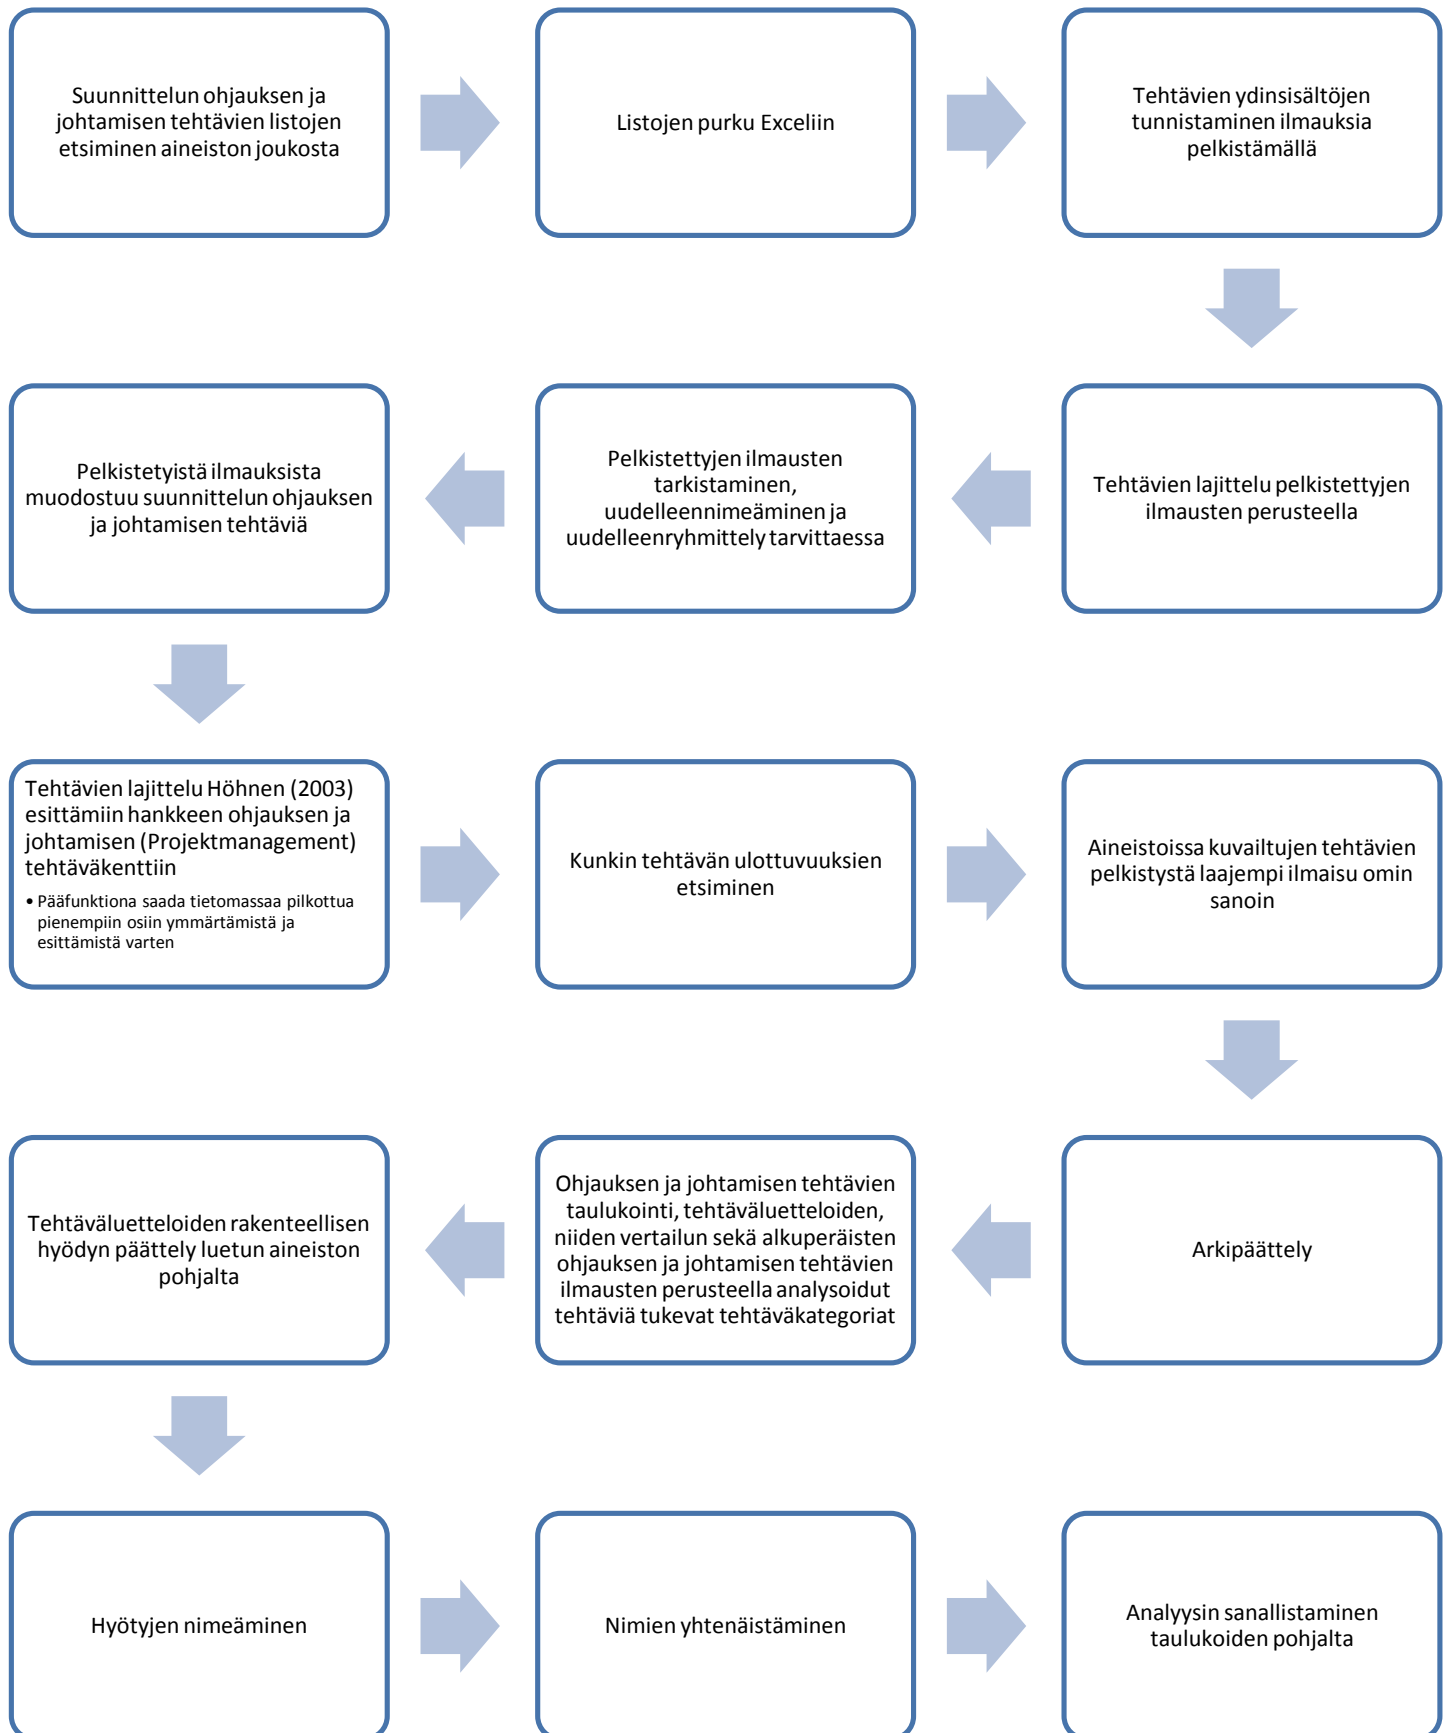 Suunnittelun ohjauksen ja
johtamisen tehtävien listojen
etsiminen aineiston joukosta
Listojen purku Exceliin
Tehtävien ydinsisältöjen
tunnistaminen ilmauksia
pelkistämällä
Tehtävien lajittelu pelkistettyjen
ilmausten perusteella
Pelkistettyjen ilmausten
tarkistaminen,
uudelleennimeäminen ja
uudelleenryhmittely tarvittaessa
Pelkistetyistä ilmauksista
muodostuu suunnittelun ohjauksen
ja johtamisen tehtäviä
Tehtävien lajittelu Höhnen (2003)
esittämiin hankkeen ohjauksen ja
johtamisen (Projektmanagement)
tehtäväkenttiin
• Pääfunktiona saada tietomassaa pilkottua
pienempiin osiin ymmärtämistä ja
esittämistä varten
Kunkin tehtävän ulottuvuuksien
etsiminen
Aineistoissa kuvailtujen tehtävien
pelkistystä laajempi ilmaisu omin
sanoin
Arkipäättely
Ohjauksen ja johtamisen tehtävien
taulukointi, tehtäväluetteloiden,
niiden vertailun sekä alkuperäisten
ohjauksen ja johtamisen tehtävien
ilmausten perusteella analysoidut
tehtäviä tukevat tehtäväkategoriat
Tehtäväluetteloiden rakenteellisen
hyödyn päättely luetun aineiston
pohjalta
Hyötyjen nimeäminen
Nimien yhtenäistäminen
Analyysin sanallistaminen
taulukoiden pohjalta